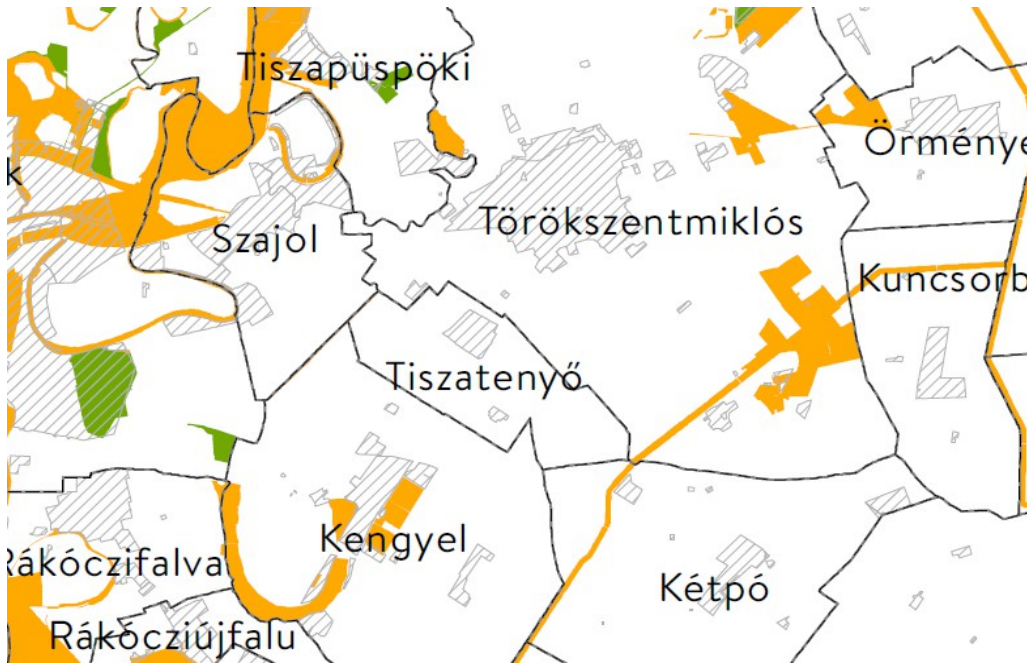 Tiszapüspöki
Örménye
k
Törökszentmiklós
Szajol
Kuncsorb
Tiszatenyő
Kengyel
Rákóczifalva
Kétpó
Rákócziújfalu